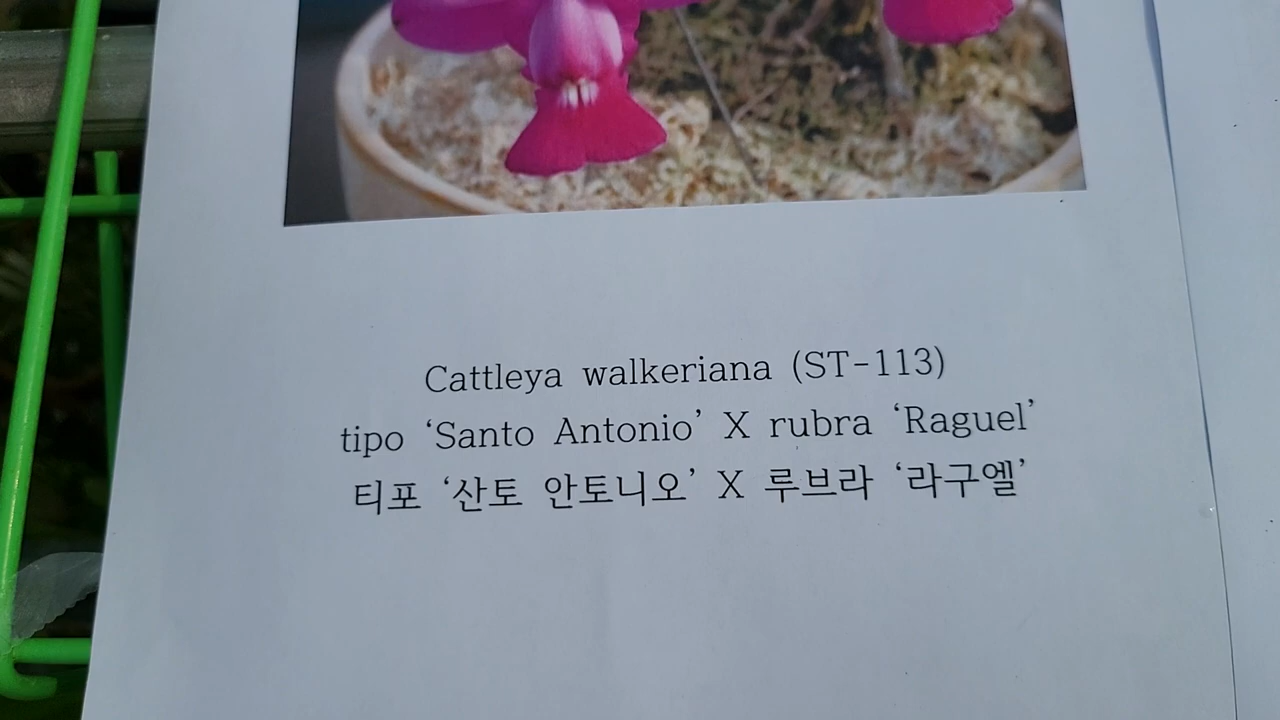 Cattleya walkeriana (ST-113)
tipo ‘Santo Antonio’ X rubra ‘Raguel’
티포 ‘산토 안토니오’ X 루브라 ‘라구엘’